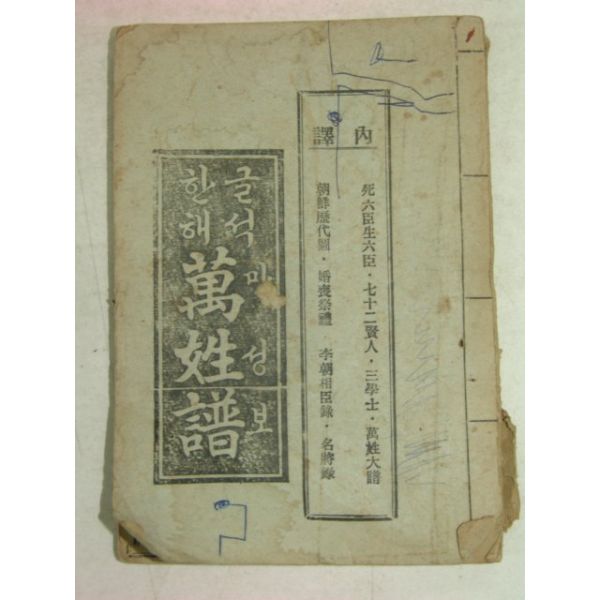 內譯
死六臣生六臣・七十二賢人・三學士・萬姓大譜
朝鮮歷代圖・婚喪祭禮 李朝相臣錄・名將錄
한글
해석
萬姓譜
마성보